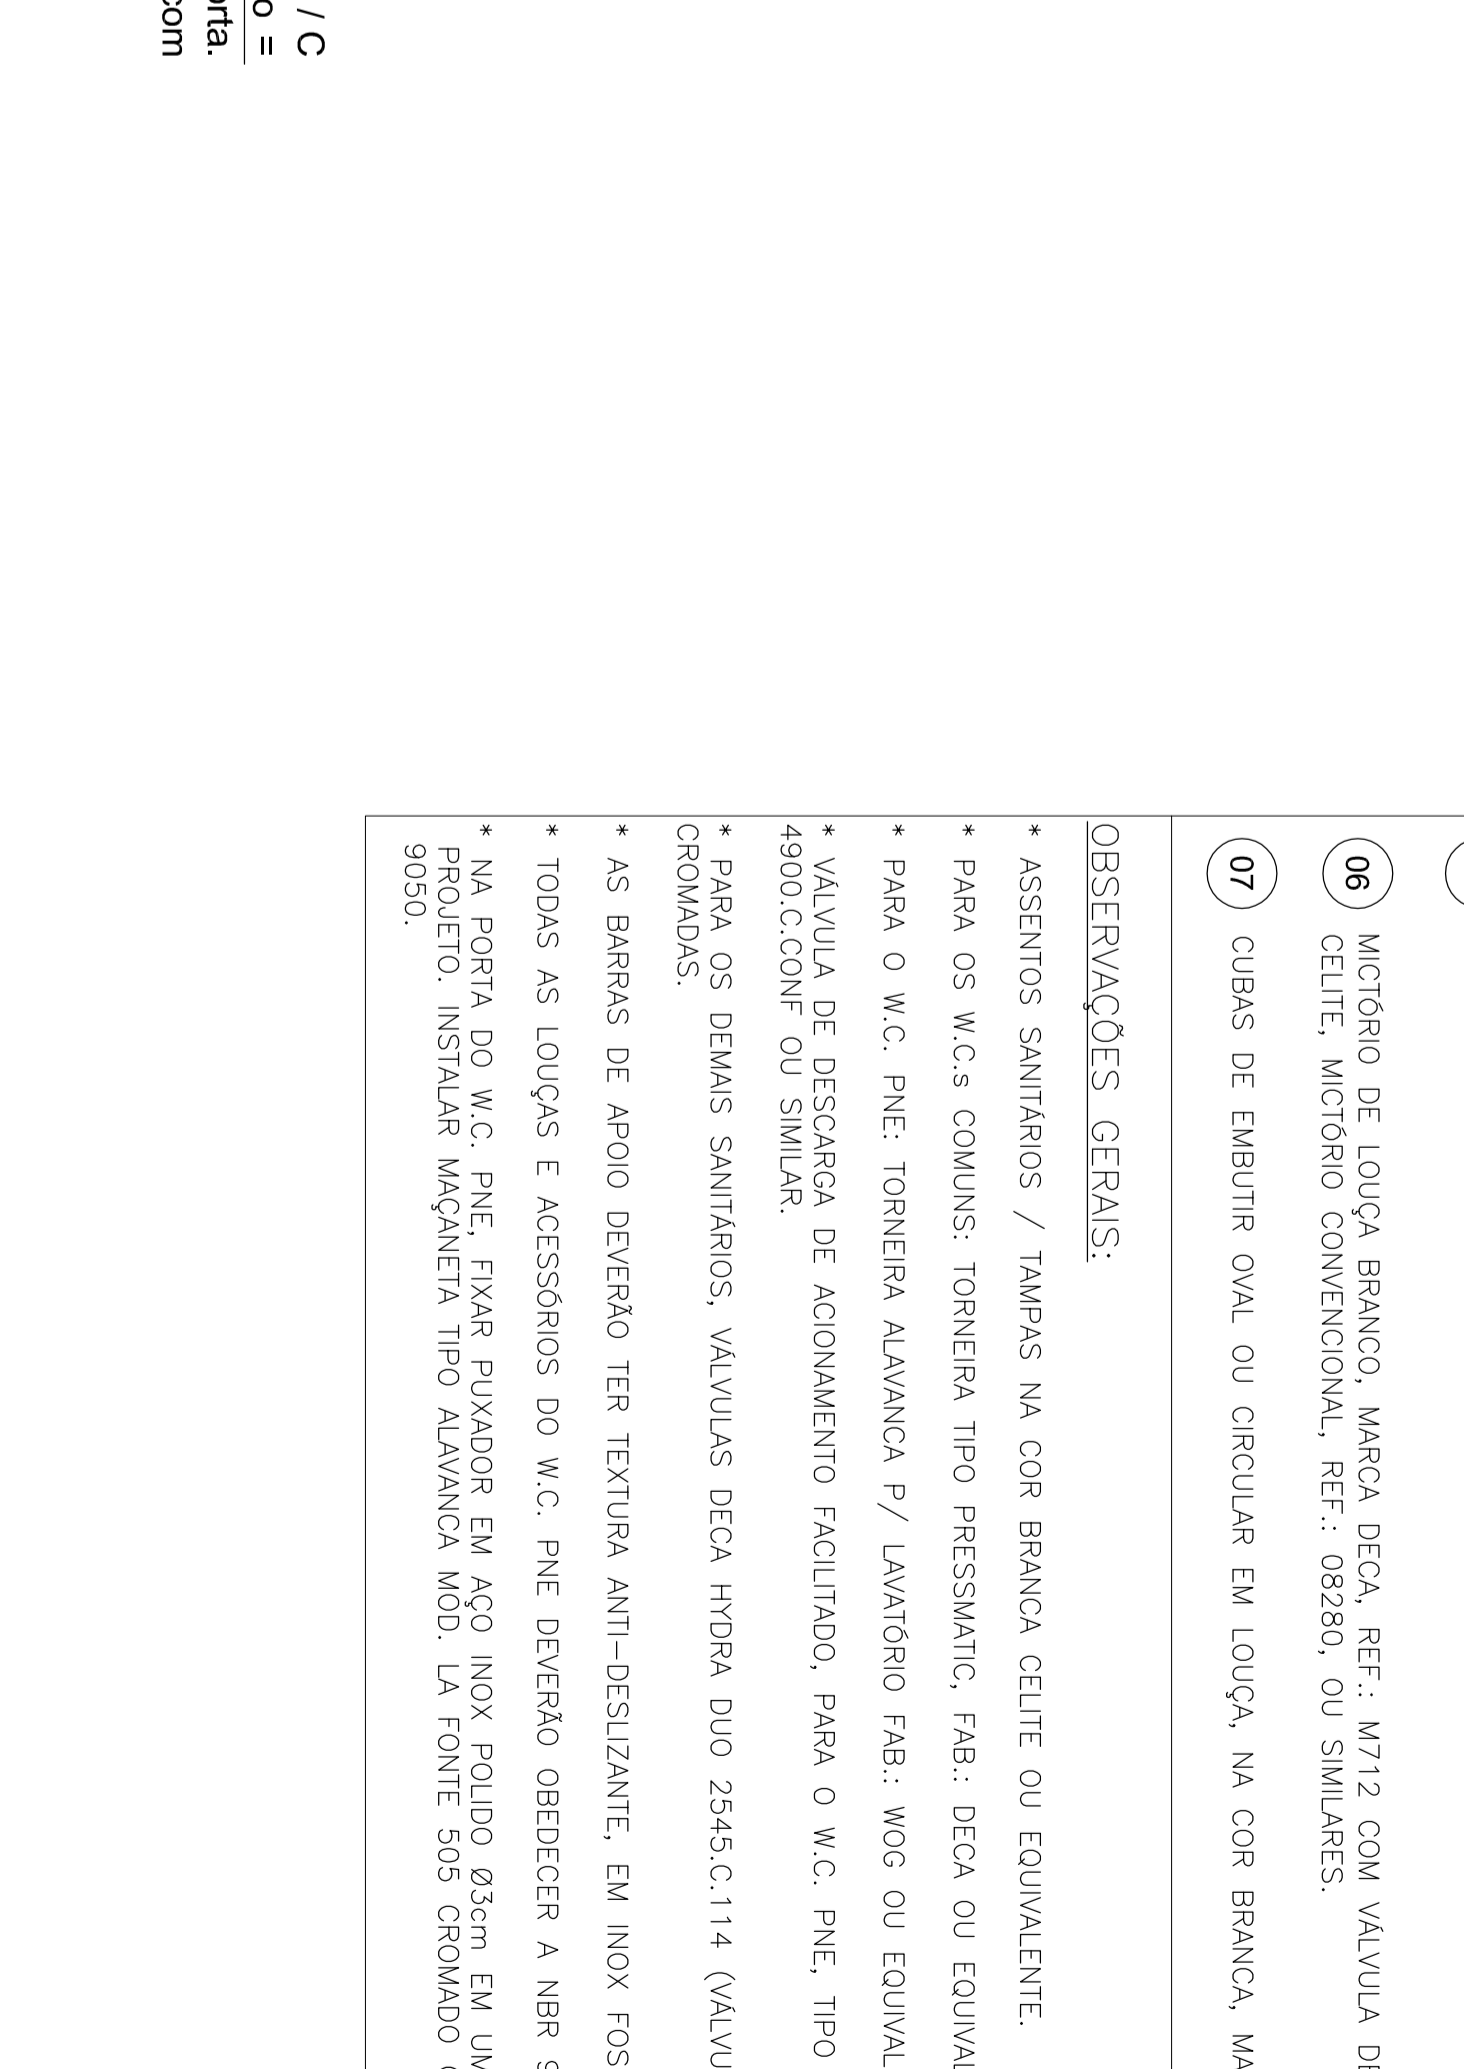 / C
o =
orta.
com
06 MICTÓRIO DE LOUÇA BRANCO, MARCA DECA, REF.: M712 COM VÁLVULA DE
CELITE, MICTÓRIO CONVENCIONAL, REF.: 08280, OU SIMILARES.
07 CUBAS DE EMBUTIR OVAL OU CIRCULAR EM LOUÇA, NA COR BRANCA, MA
OBSERVAÇÕES GERAIS:
* ASSENTOS SANITÁRIOS / TAMPAS NA COR BRANCA CELITE OU EQUIVALENTE.
* PARA OS W.C.s COMUNS: TORNEIRA TIPO PRESSMATIC, FAB.: DECA OU EQUIVAL
* PARA O W.C. PNE: TORNEIRA ALAVANCA P/ LAVATÓRIO FAB.: WOG OU EQUIVAL
* VÁLVULA DE DESCARGA DE ACIONAMENTO FACILITADO, PARA O W.C. PNE, TIPO
4900.C.CONF OU SIMILAR.
* PARA OS DEMAIS SANITÁRIOS, VÁLVULAS DECA HYDRA DUO 2545.C.114 (VÁLVU
CROMADAS.
* AS BARRAS DE APOIO DEVERÃO TER TEXTURA ANTI-DESLIZANTE, EM INOX FOS
* TODAS AS LOUÇAS E ACESSÓRIOS DO W.C. PNE DEVERÃO OBEDECER A NBR 9
* NA PORTA DO W.C. PNE, FIXAR PUXADOR EM AÇO INOX POLIDO Ø3cm EM UM
PROJETO. INSTALAR MAÇANETA TIPO ALAVANCA MOD. LA FONTE 505 CROMADO
9050.